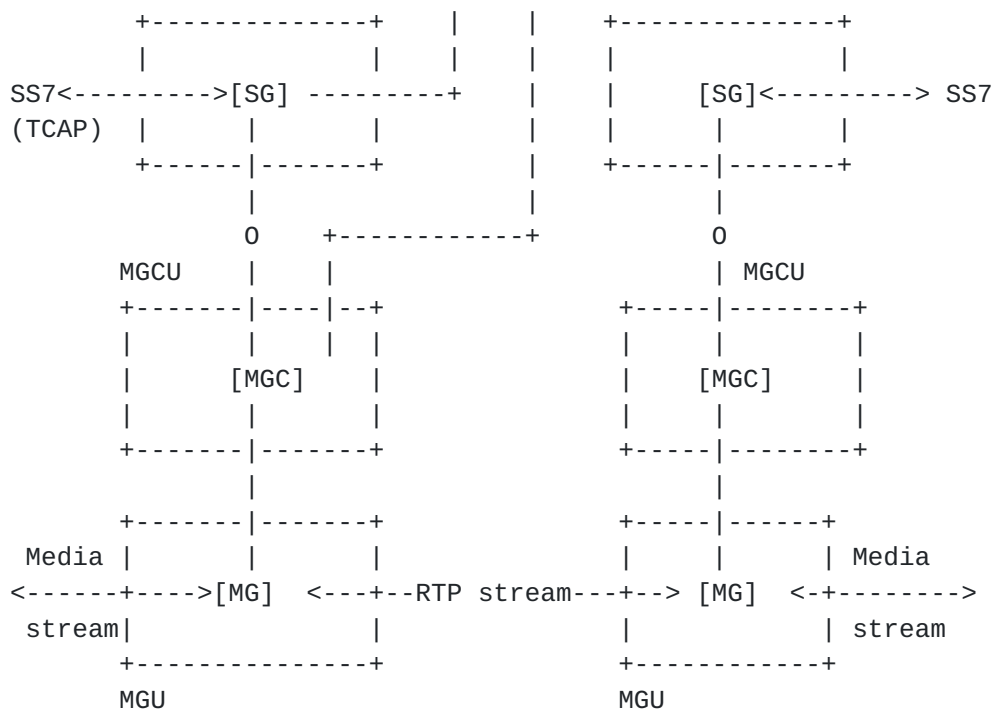 SS7<--------->[SG] ---------+ [SG]<---------> SS7
(TCAP)
O O
MGCU MGCU
[MGC] [MGC]
Media Media
<------+---->[MG] <---+--RTP stream---+--> [MG] <-+-------->
stream stream
MGU MGU